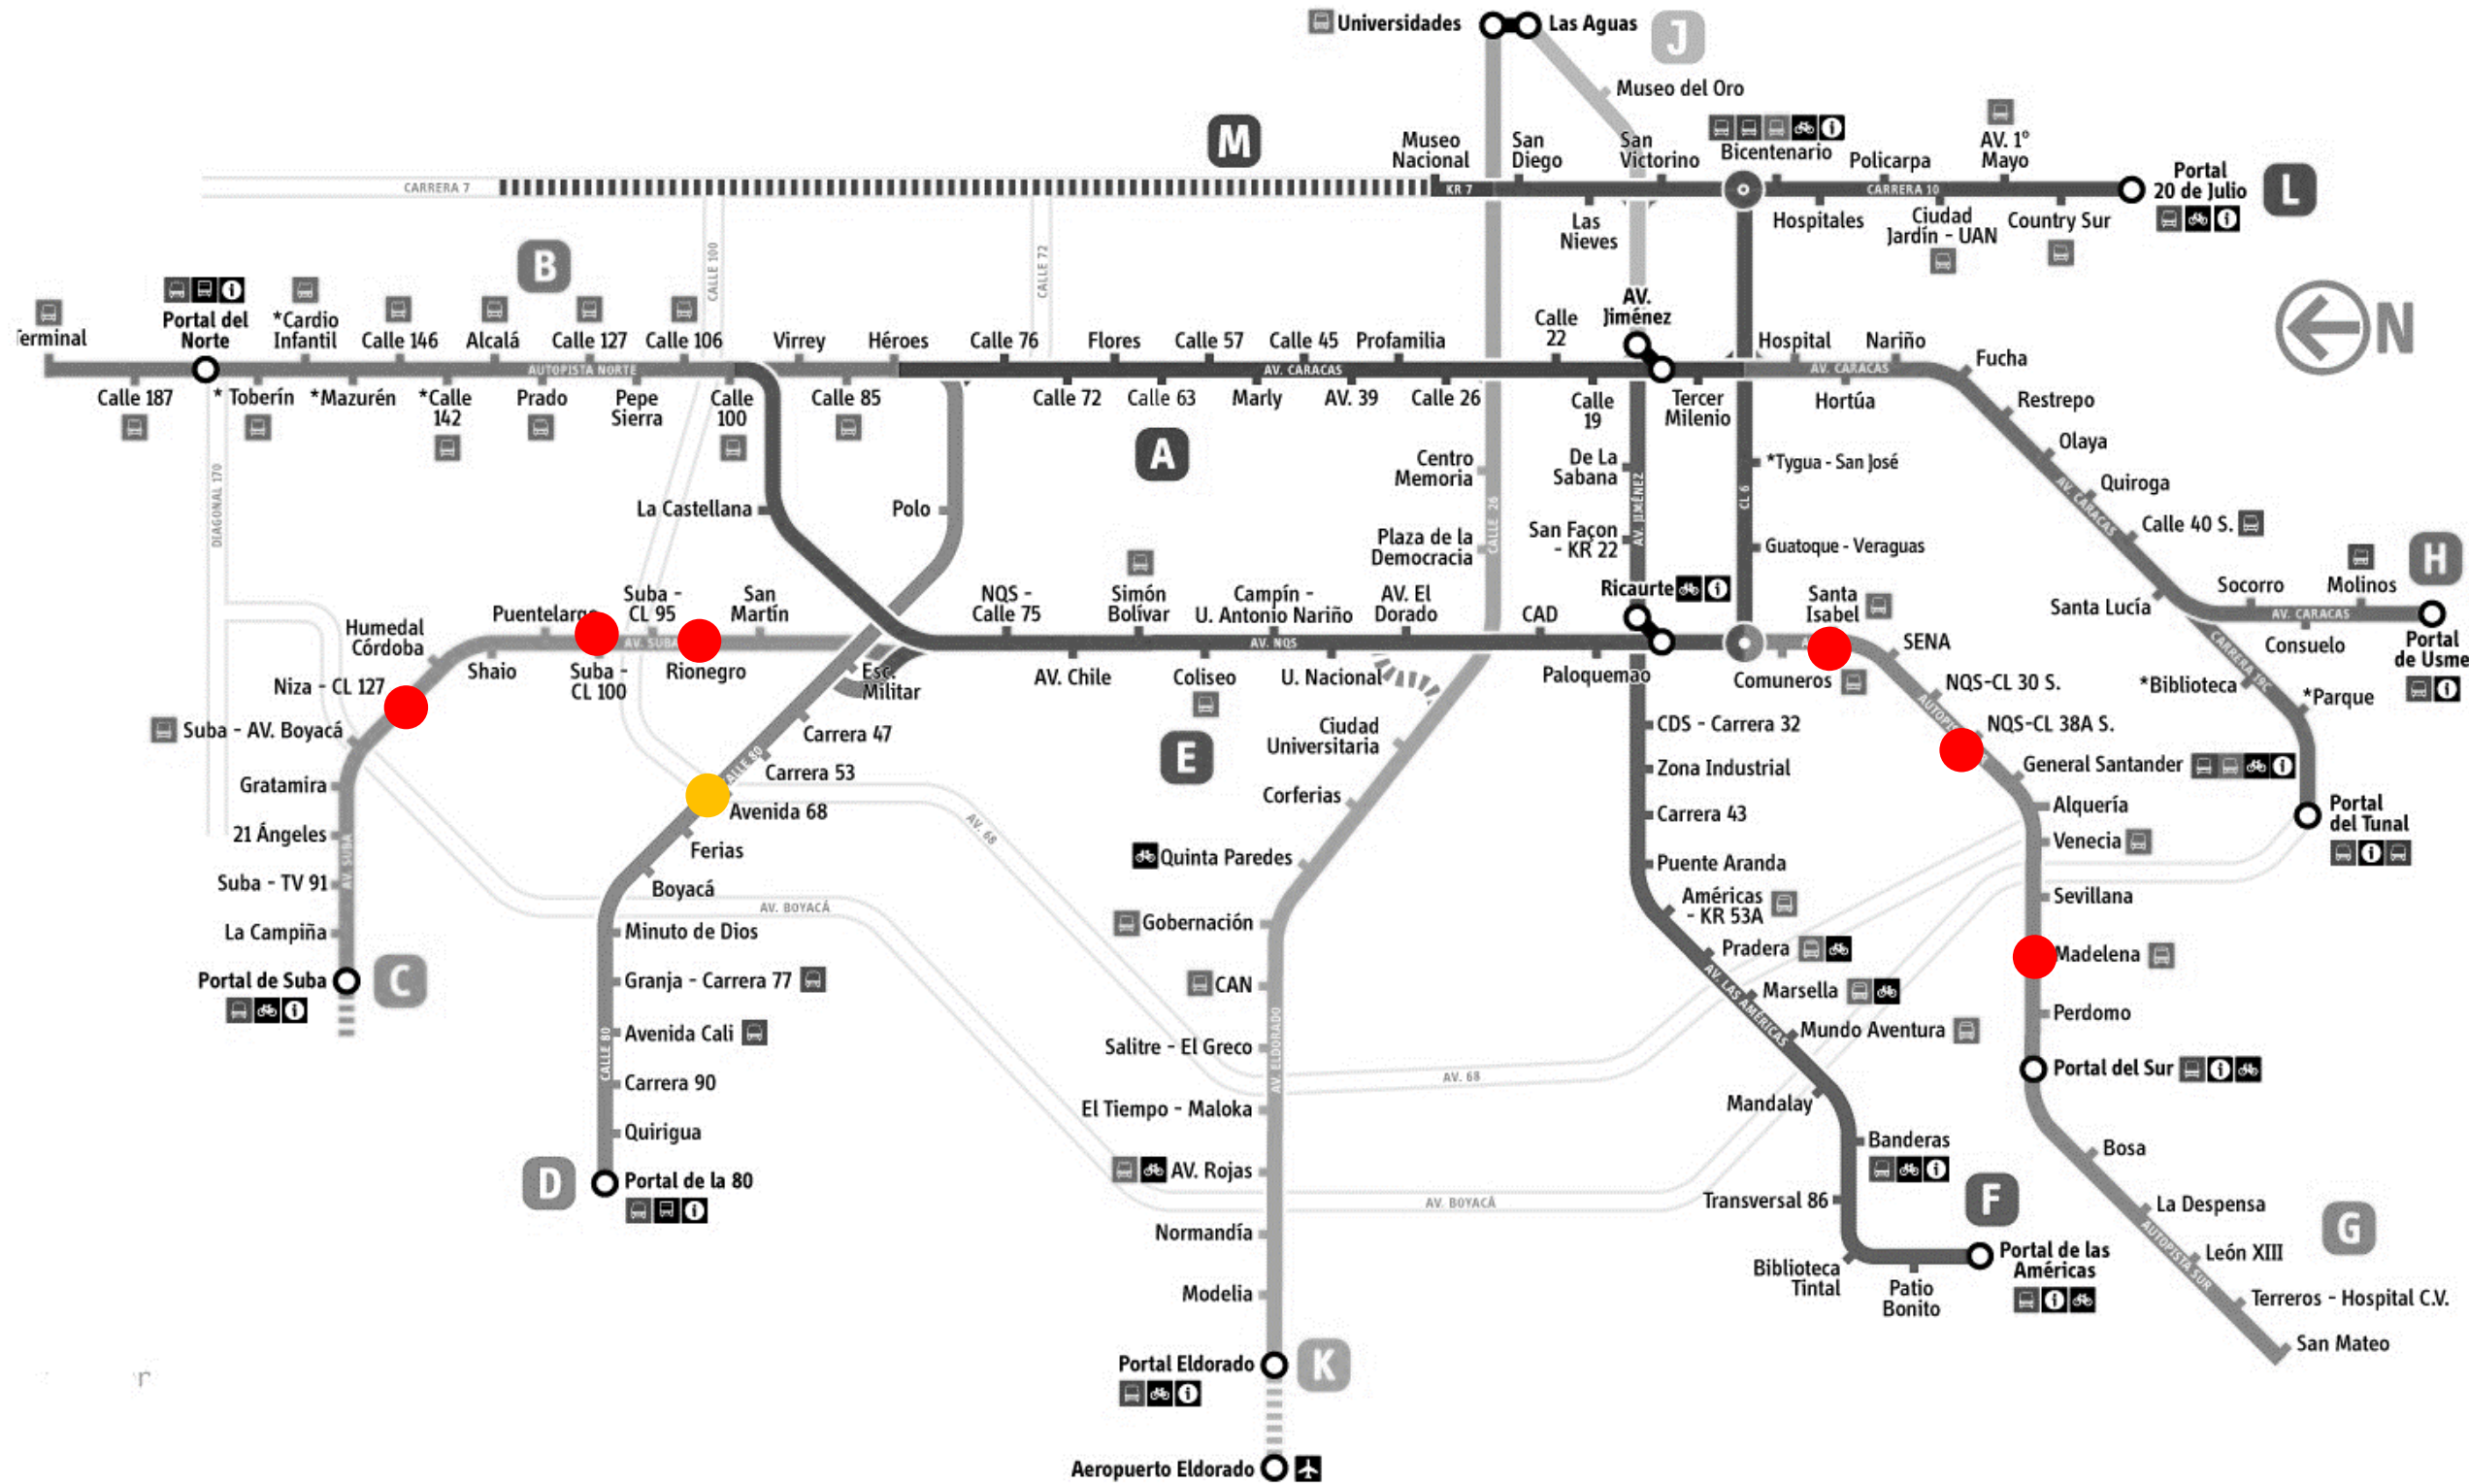 Universidades
Las Aguas
J
Museo del Oro
M
Museo
Nacional
San
Diego
San
Victorino
Bicentenario
Policarpa
AV. 1°
Mayo
Portal
20 de Julio
L
CARRERA 7
KR 7
CARRERA 10
Las
Nieves
Hospitales
Ciudad
Jardín - UAN
Country Sur
B
CALLE 100
CALLE 72
N
Portal del
Norte
*Cardio
Infantil
Calle 146
Alcalá
Calle 127
Calle 106
Virrey
Héroes
Calle 76
Flores
Calle 57
Calle 45
Profamilia
Calle
22
AV.
Jiménez
Hospital
Nariño
Fucha
AUTOPISTA NORTE
AV. CARACAS
AV. CARACAS
Calle 187
* Toberín
*Mazurén
*Calle
142
Prado
Pepe
Sierra
Calle
100
Calle 85
Calle 72
Calle 63
Marly
AV. 39
Calle 26
Calle
19
Tercer
Milenio
Hortúa
Restrepo
Olaya
Quiroga
Calle 40 S.
AV. CARACAS
A
DIAGONAL 170
La Castellana
Polo
Centro
Memoria
Plaza de la
Democracia
CALLE 26
De La
Sabana
San Façon
- KR 22
AV. JIMÉNEZ
CL 6
*Tygua - San José
Guatoque - Veraguas
Ricaurte
Santa
Isabel
SENA
Santa Lucía
Socorro
Molinos
H
AV. CARACAS
Consuelo
Portal
de Usme
CARRERA 19C
*Biblioteca
*Parque
Portal
del Tunal
Humedal
Córdoba
Puentelargo
Suba -
CL 95
San
Martín
NQS -
Calle 75
Simón
Bolívar
Campín -
U. Antonio Nariño
AV. El
Dorado
CAD
AV. SUBA
AV. NQS
Niza - CL 127
Shaio
Suba -
CL 100
Rionegro
Esc.
Militar
AV. Chile
Coliseo
U. Nacional
Paloquemao
Comuneros
Suba - AV. Boyacá
Gratamira
21 Ángeles
Suba - TV 91
La Campiña
AV. SUBA
Portal de Suba
C
Carrera 47
Carrera 53
Avenida 68
Ferias
Boyacá
Minuto de Dios
Granja - Carrera 77
Avenida Cali
Carrera 90
Quirigua
CALLE 80
D
Portal de la 80
AV. 68
AV. BOYACÁ
E
Ciudad
Universitaria
Corferias
Quinta Paredes
Gobernación
CAN
Salitre - El Greco
El Tiempo - Maloka
AV. Rojas
Normandía
Modelia
AV. ELDORADO
Portal Eldorado
K
Aeropuerto Eldorado
AV. 68
AV. BOYACÁ
CDS - Carrera 32
Zona Industrial
Carrera 43
Puente Aranda
Américas
- KR 53A
Pradera
Marsella
Mundo Aventura
AV. LAS AMÉRICAS
Mandalay
Banderas
Transversal 86
Biblioteca
Tintal
Patio
Bonito
F
Portal de las
Américas
NQS-CL 30 S.
NQS-CL 38A S.
General Santander
Alquería
Venecia
Sevillana
Madelena
Perdomo
Portal del Sur
Bosa
La Despensa
León XIII
AUTOPISTA SUR
G
Terreros - Hospital C.V.
San Mateo